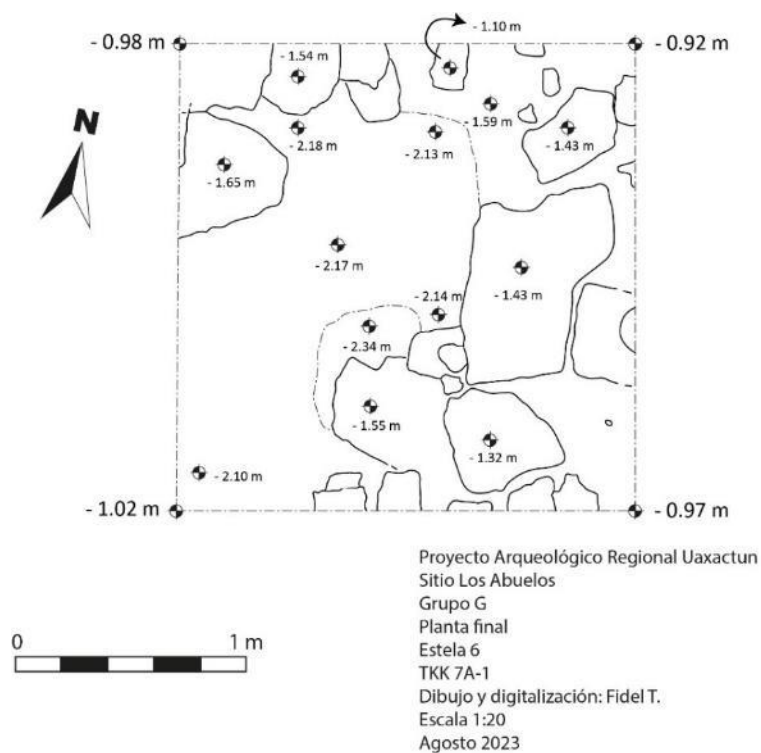 - 1.10 m
- 0.98 m
- 0.92 m
- 1.54 m
- 1.59 m
N
- 2.18 m
- 2.13 m
- 1.43 m
- 1.65 m
- 2.17 m
- 1.43 m
- 2.14 m
- 2.34 m
- 1.55 m
- 1.32 m
- 2.10 m
- 1.02 m
- 0.97 m
Proyecto Arqueológico Regional Uaxactun
Sitio Los Abuelos
Grupo G
Planta final
Estela 6
TKK 7A-1
Dibujo y digitalización: Fidel T.
Escala 1:20
Agosto 2023
0 1 m